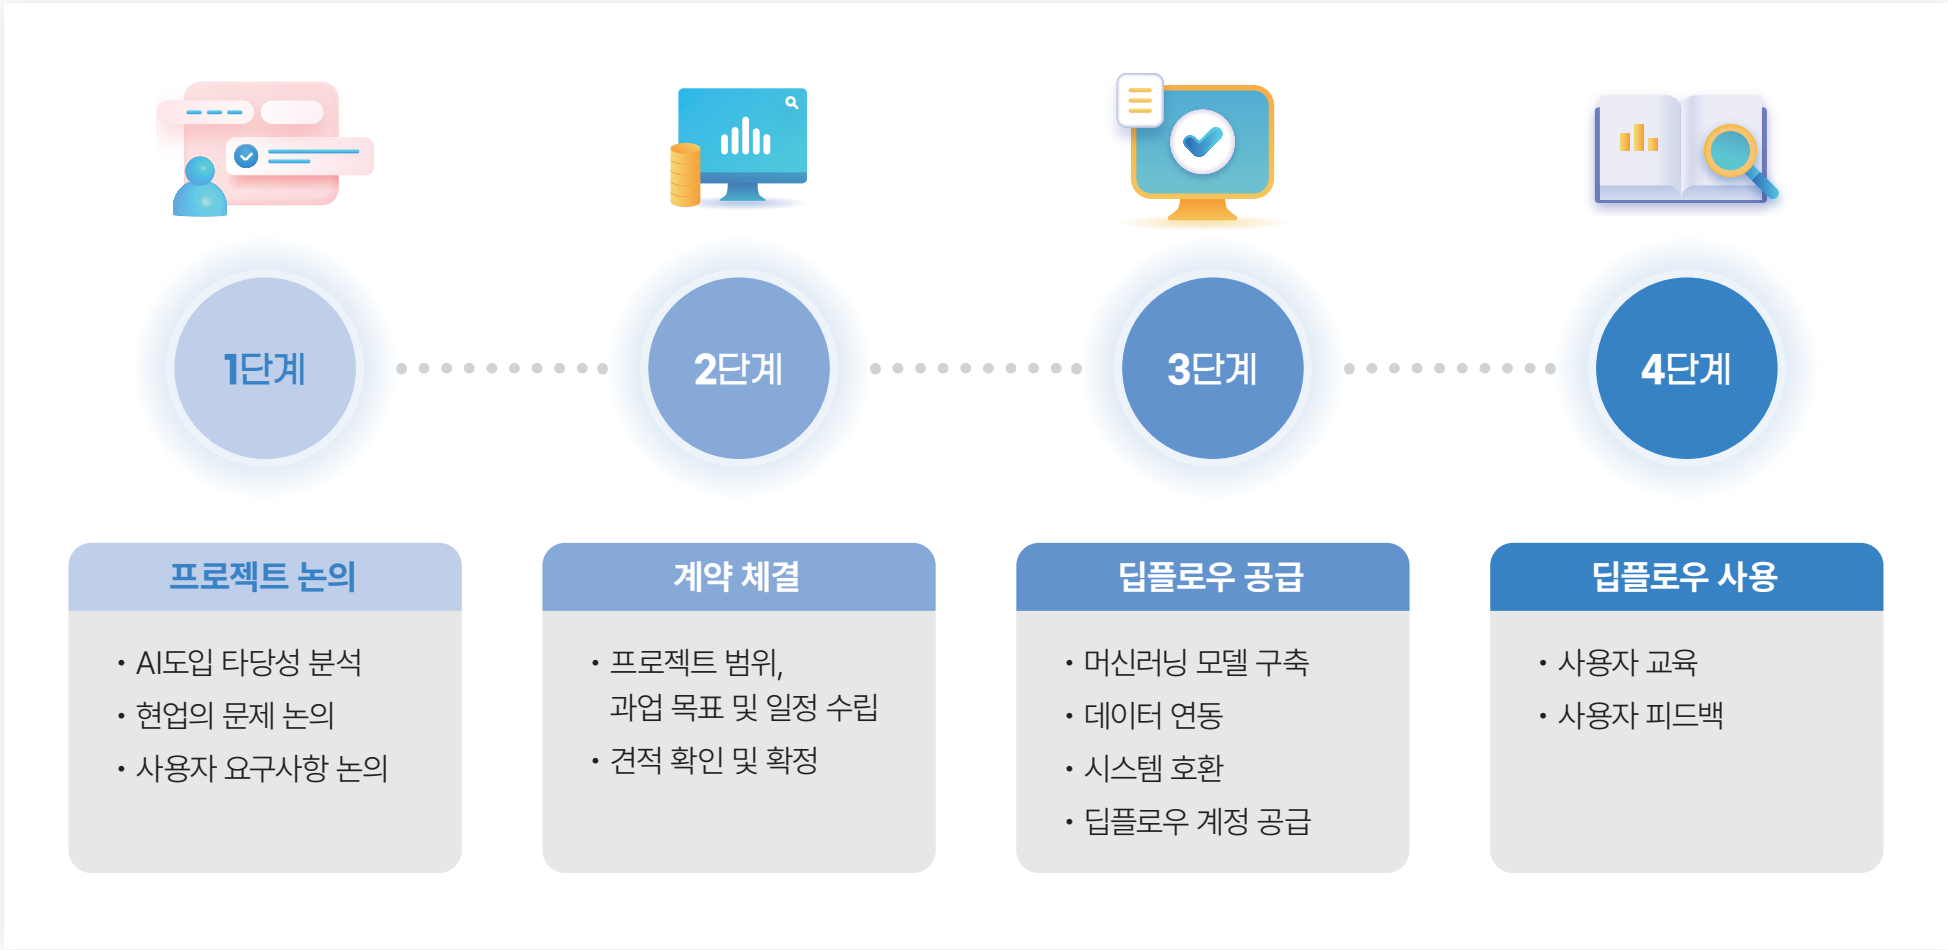 1단계
2단계
3단계
4단계
프로젝트 논의
• AI도입 타당성 분석
• 현업의 문제 논의
• 사용자 요구사항 논의
계약 체결
• 프로젝트 범위,
과업 목표 및 일정 수립
• 견적 확인 및 확정
딥플로우 공급
• 머신러닝 모델 구축
• 데이터 연동
• 시스템 호환
• 딥플로우 계정 공급
딥플로우 사용
• 사용자 교육
• 사용자 피드백